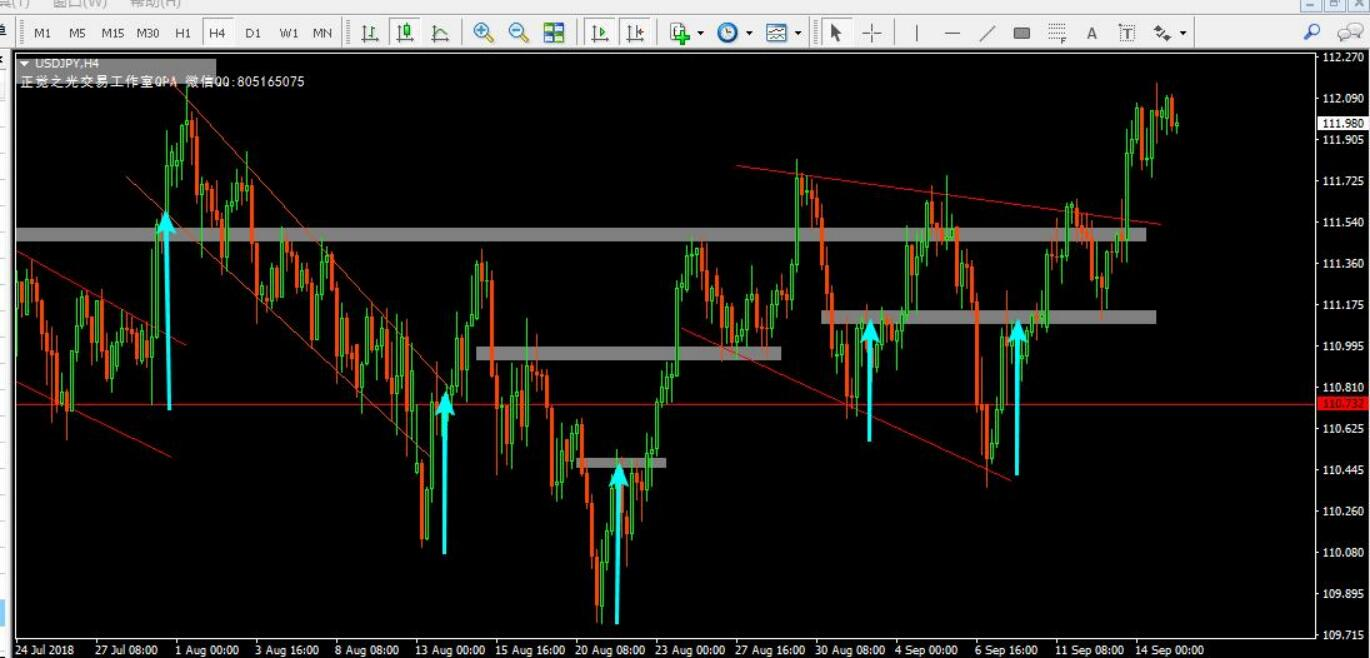 窗口(W) 帮助(H)
M1 M5 M15 M30 H1 H4 D1 W1 MN
A T
USDJPY,H4
正觉之光交易工作室QPA 微信QQ:805165075
112.270
112.090
111.980
111.905
111.725
111.540
111.360
111.175
110.995
110.810
110.732
110.625
110.445
110.260
110.080
109.895
109.715
24 Jul 2018 27 Jul 08:00 1 Aug 00:00 3 Aug 16:00 8 Aug 08:00 13 Aug 00:00 15 Aug 16:00 20 Aug 08:00 23 Aug 00:00 27 Aug 16:00 30 Aug 08:00 4 Sep 00:00 6 Sep 16:00 11 Sep 08:00 14 Sep 00:00